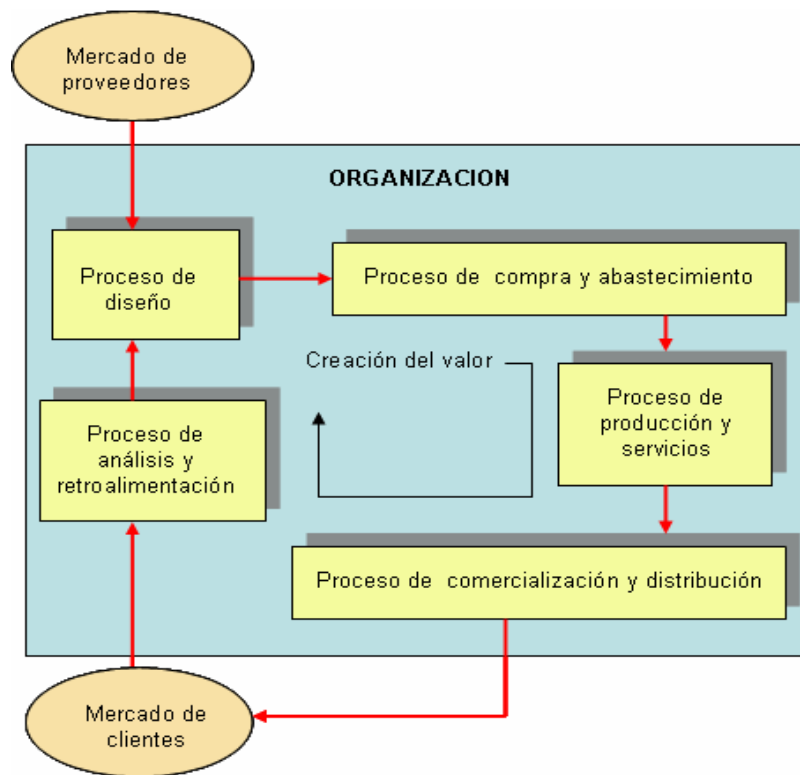 Mercado de
proveedores
ORGANIZACION
Proceso de
diseño
Proceso de compra y abastecimiento
Creación del valor
Proceso de
producción y
servicios
Proceso de
análisis y
retroalimentación
Proceso de comercialización y distribución
Mercado de
clientes